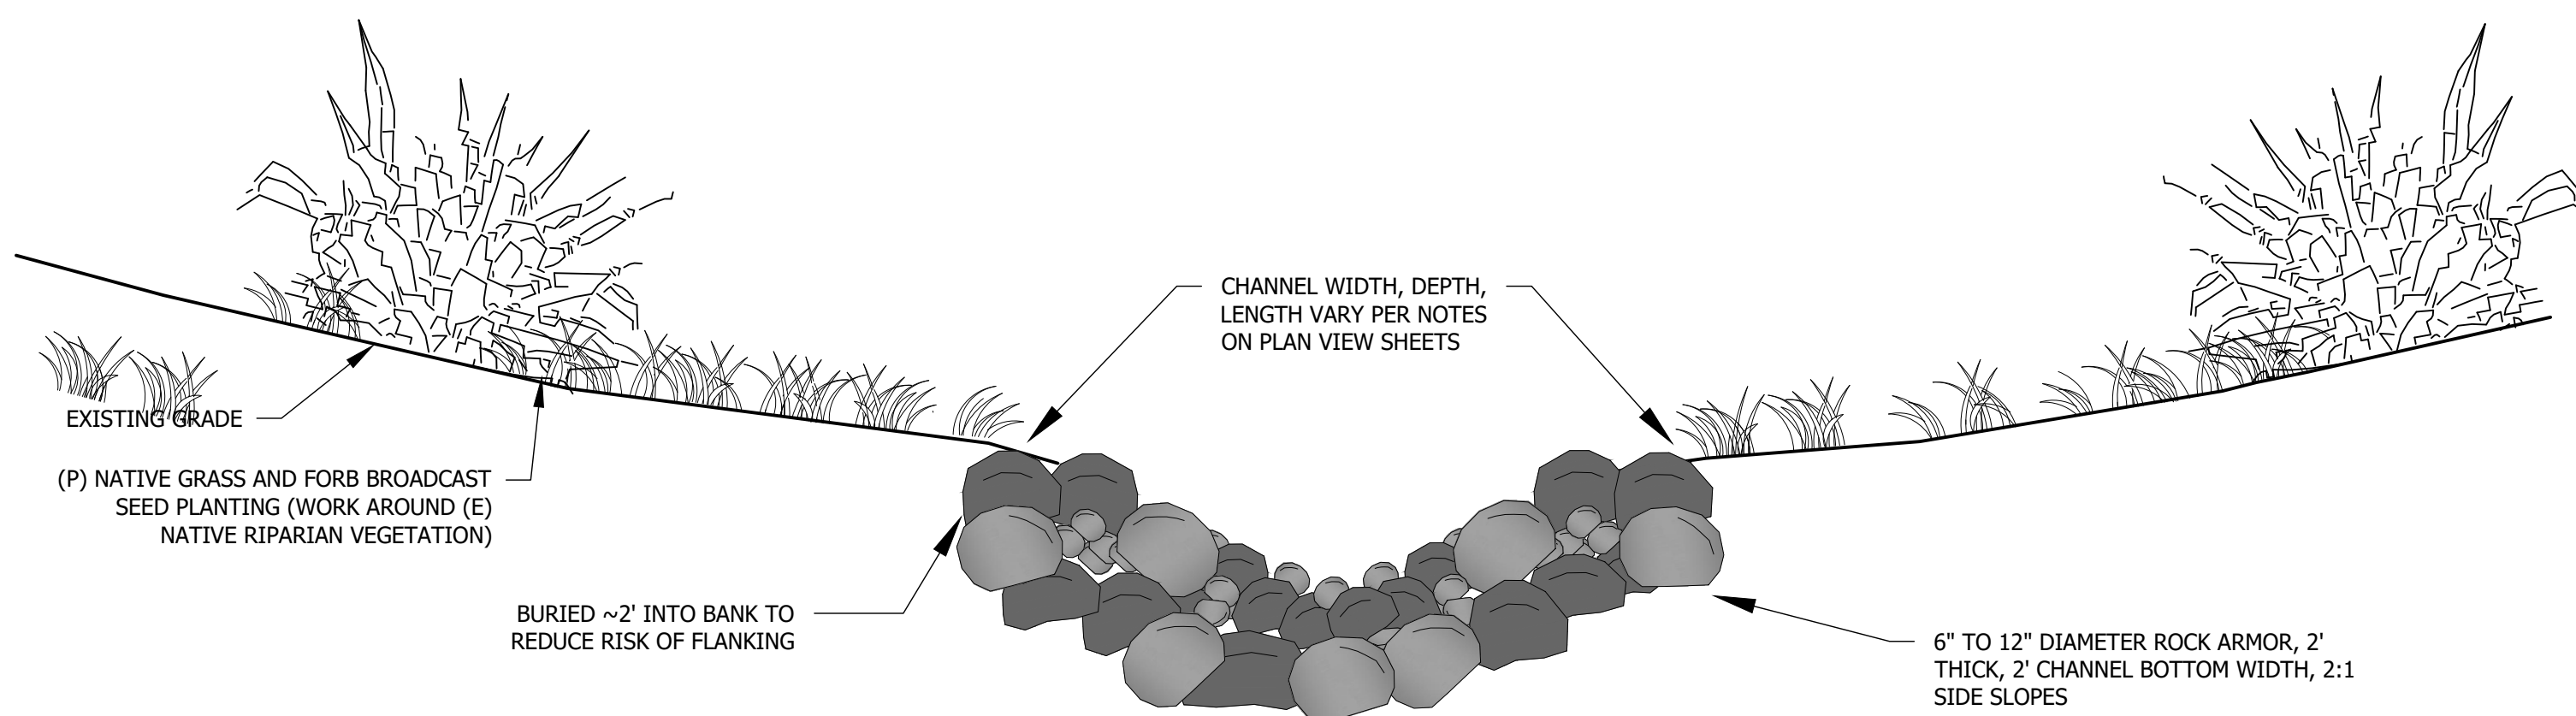 CHANNEL WIDTH, DEPTH,
LENGTH VARY PER NOTES
ON PLAN VIEW SHEETS
EXISTING GRADE
(P) NATIVE GRASS AND FORB BROADCAST
SEED PLANTING (WORK AROUND (E)
NATIVE RIPARIAN VEGETATION)
BURIED ~2' INTO BANK TO
REDUCE RISK OF FLANKING
6" TO 12" DIAMETER ROCK ARMOR, 2'
THICK, 2' CHANNEL BOTTOM WIDTH, 2:1
SIDE SLOPES